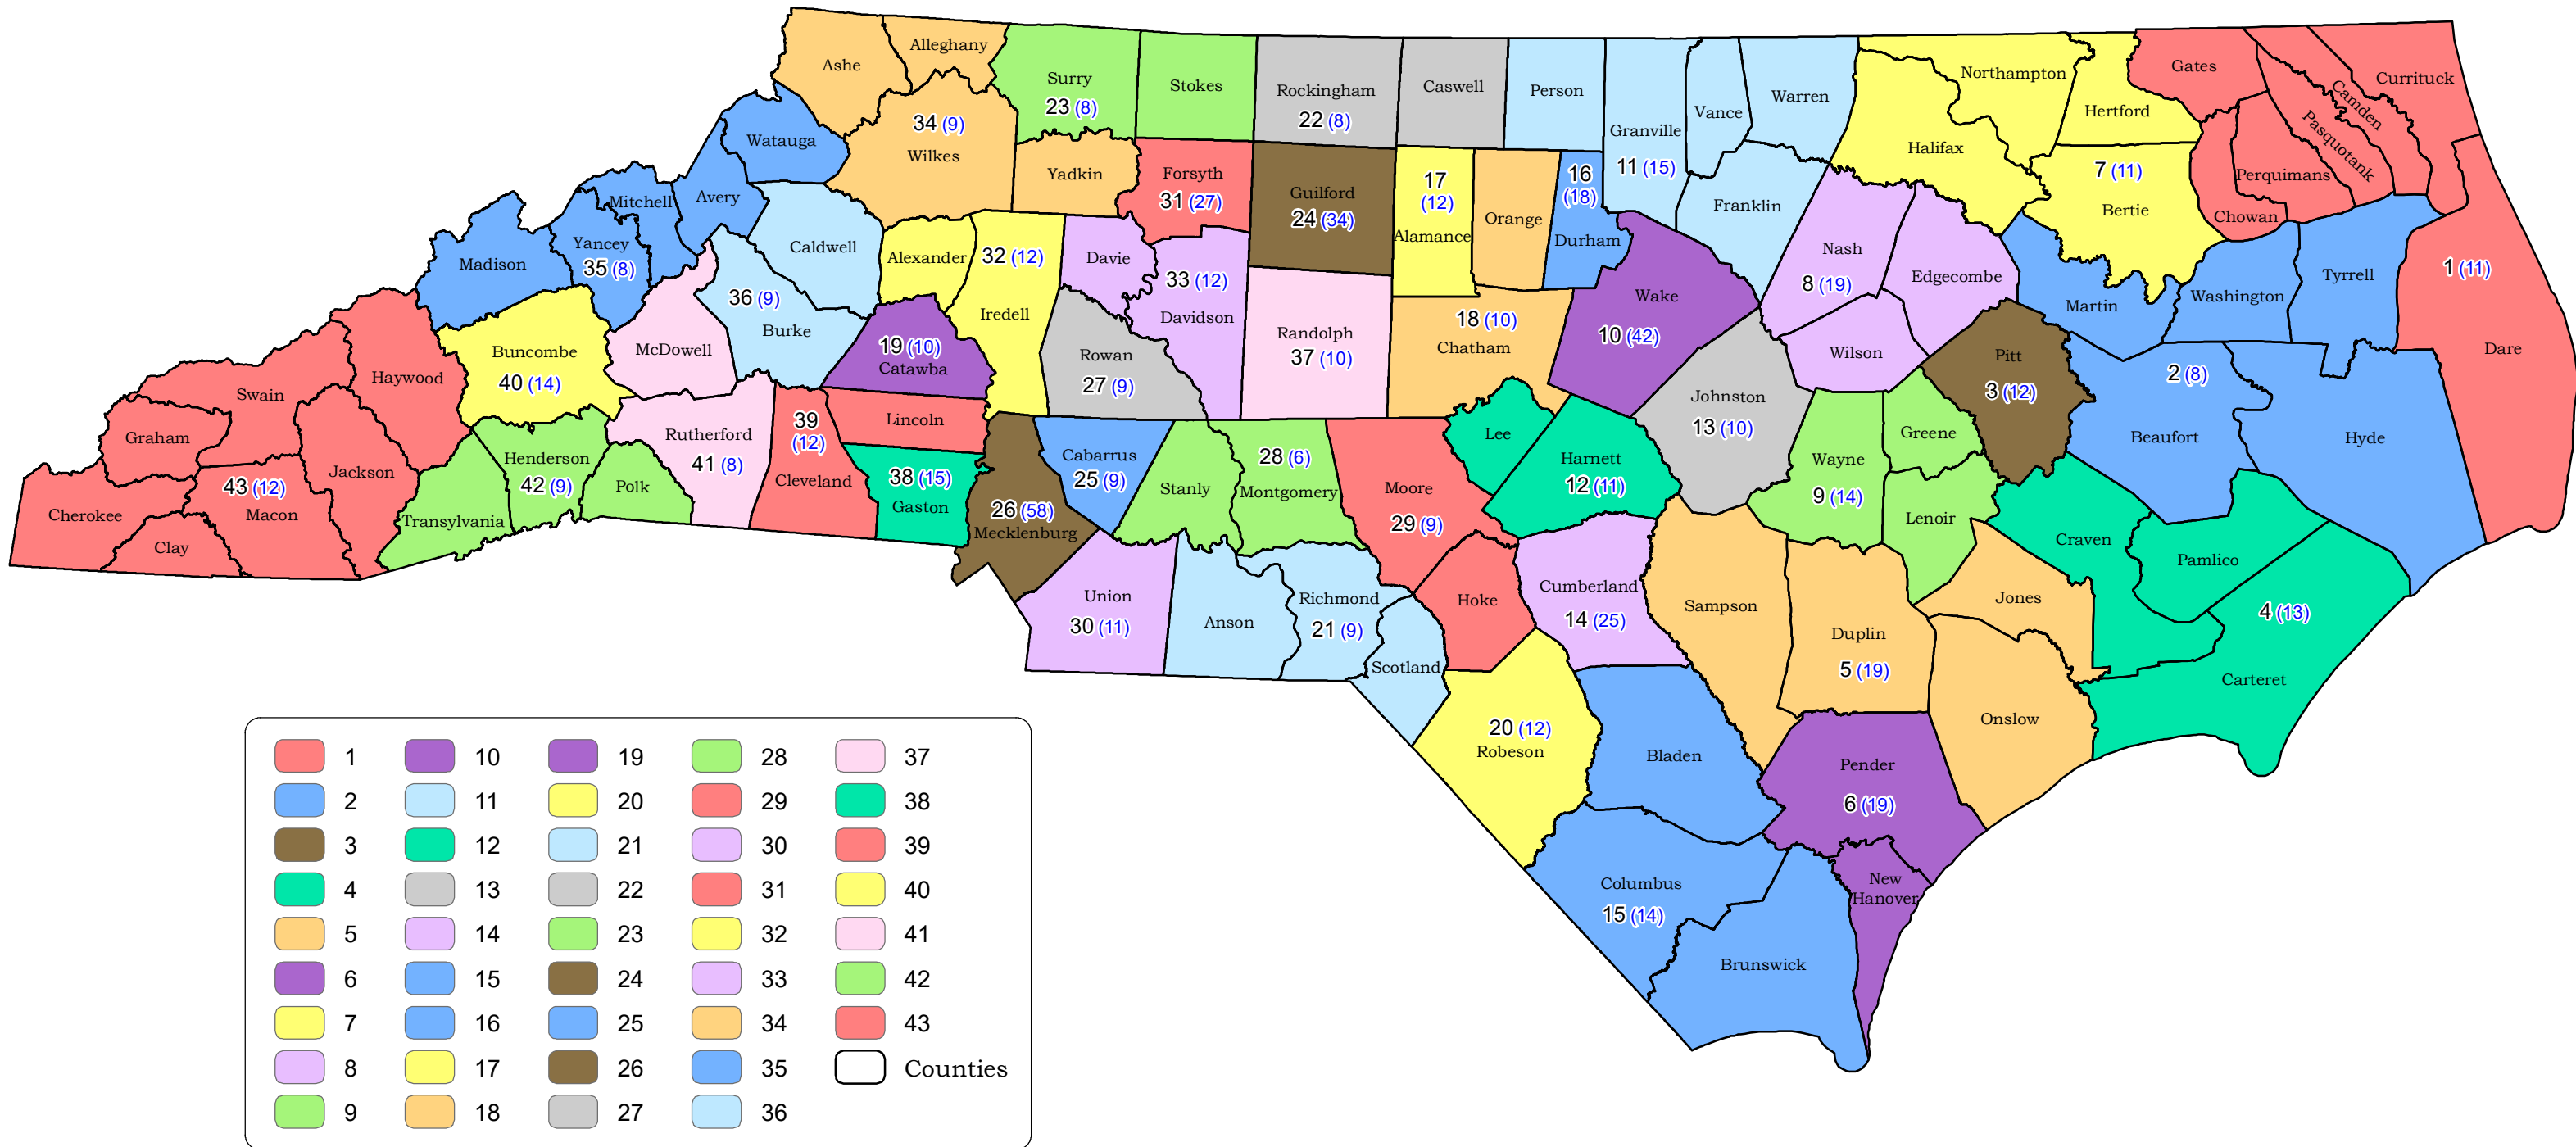 Ashe
Alleghany
Surry
23 (8)
Stokes
Rockingham
22 (8)
Caswell
Person
Granville
11 (15)
Vance
Warren
Northampton
Halifax
Hertford
7 (11)
Bertie
Gates
Currituck
Camden
Pasquotank
Perquimans
Chowan
Watauga
34 (9)
Wilkes
Yadkin
Forsyth
31 (27)
Guilford
24 (34)
17
(12)
Alamance
Orange
16
(18)
Durham
Franklin
Nash
8 (19)
Edgecombe
Martin
Washington
Tyrrell
1 (11)
Dare
Mitchell
Avery
Yancey
35 (8)
Madison
Caldwell
Alexander
32 (12)
Iredell
Davie
33 (12)
Davidson
Wake
10 (42)
Wilson
Pitt
3 (12)
2 (8)
Beaufort
Hyde
36 (9)
Burke
McDowell
Buncombe
40 (14)
Haywood
Swain
Graham
19 (10)
Catawba
Rowan
27 (9)
Randolph
37 (10)
18 (10)
Chatham
Lee
Johnston
13 (10)
Greene
Wayne
9 (14)
Lenoir
Harnett
12 (11)
Lincoln
39
(12)
Cleveland
Rutherford
41 (8)
Henderson
42 (9)
Polk
Transylvania
Jackson
43 (12)
Macon
Cherokee
Clay
38 (15)
Gaston
26 (58)
Mecklenburg
Cabarrus
25 (9)
Stanly
28 (6)
Montgomery
Moore
29 (9)
Craven
Pamlico
4 (13)
Carteret
Jones
Union
30 (11)
Anson
Richmond
21 (9)
Scotland
Hoke
Cumberland
14 (25)
Sampson
Duplin
5 (19)
Onslow
20 (12)
Robeson
Bladen
Pender
6 (19)
Columbus
15 (14)
New
Hanover
Brunswick
1 10 19 28 37
2 11 20 29 38
3 12 21 30 39
4 13 22 31 40
5 14 23 32 41
6 15 24 33 42
7 16 25 34 43
8 17 26 35 Counties
9 18 27 36